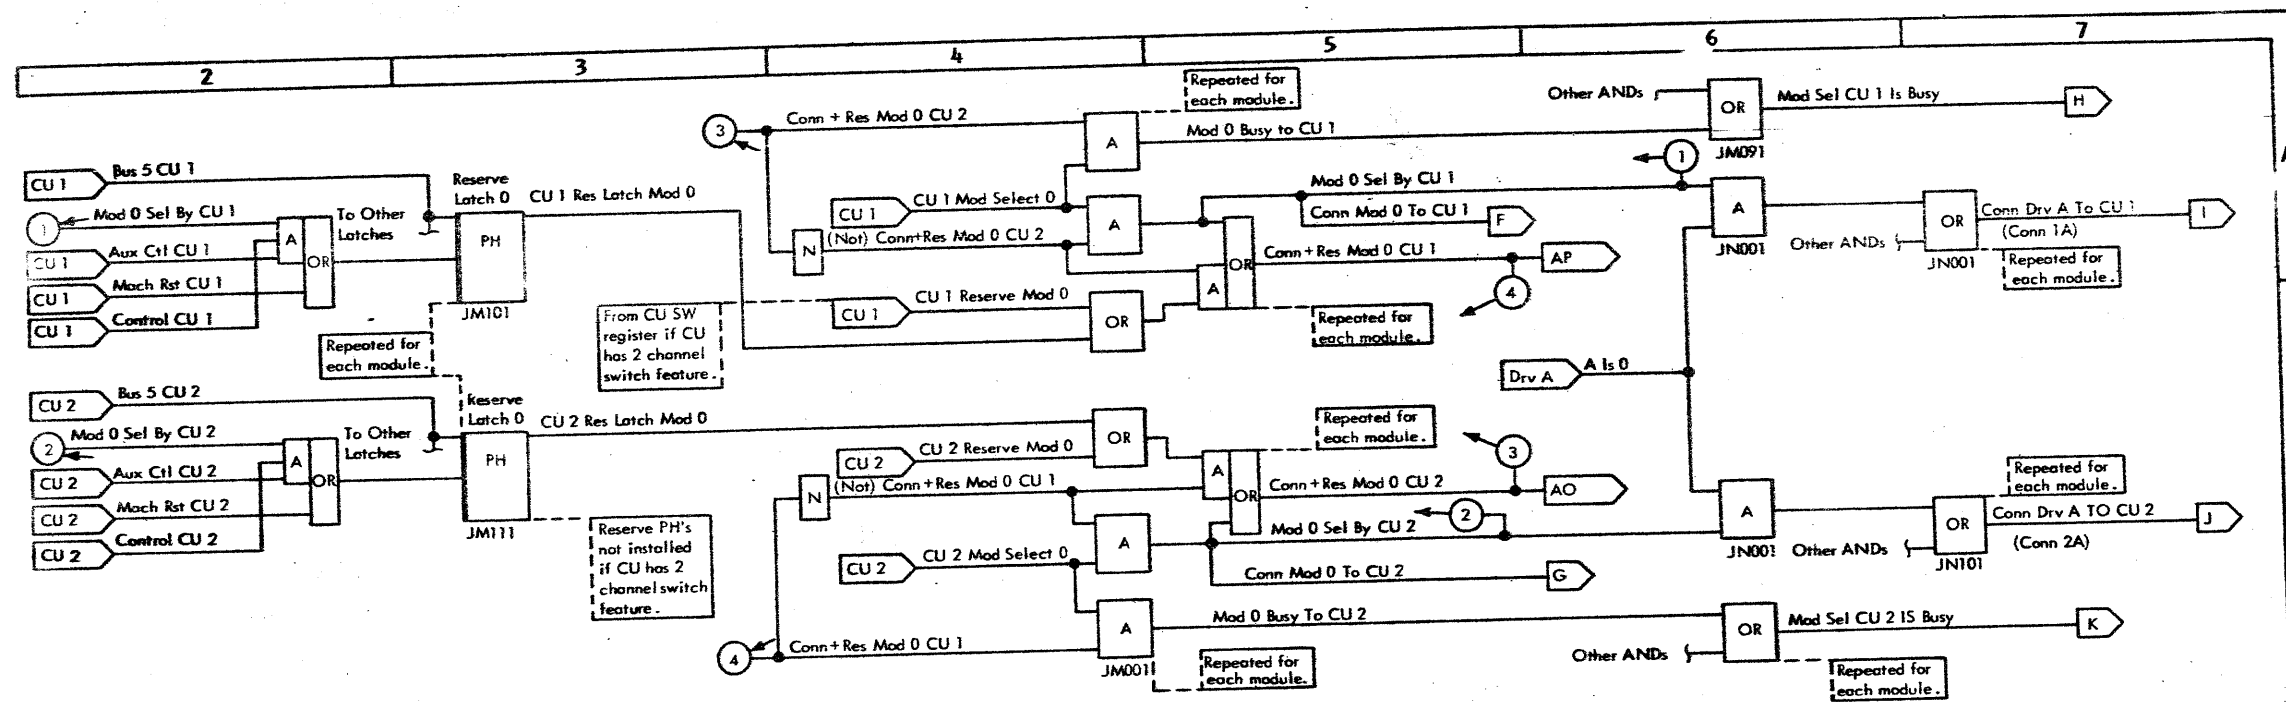 2
3
4
5
6
7
Repeated for
each module.
3
Conn + Res Mod 0 CU 2
A
Mod 0 Busy to CU 1
Other ANDs
OR
JM091
Mod Sel CU 1 Is Busy
H
CU 1
Bus 5 CU 1
1
Mod 0 Sel By CU 1
CU 1
Aux Ctl CU 1
CU 1
Mach Rst CU 1
CU 1
Control CU 1
A
OR
To Other
Latches
Reserve
Latch 0
PH
JM101
CU 1 Res Latch Mod 0
Repeated for
each module.
From CU SW
register if CU
has 2 channel
switch feature.
CU 1
CU 1 Mod Select 0
N
(Not) Conn+Res Mod 0 CU 2
A
CU 1
CU 1 Reserve Mod 0
OR
A
OR
Mod 0 Sel By CU 1
1
Conn Mod 0 To CU 1
F
Conn+Res Mod 0 CU 1
AP
4
Repeated for
each module.
A
JN001
Other ANDs
OR
JN001
Conn Drv A To CU 1
(Conn 1A)
I
Repeated for
each module.
Drv A
A Is 0
CU 2
Bus 5 CU 2
2
Mod 0 Sel By CU 2
CU 2
Aux Ctl CU 2
CU 2
Mach Rst CU 2
CU 2
Control CU 2
A
OR
To Other
Latches
Reserve
Latch 0
PH
JM111
CU 2 Res Latch Mod 0
Reserve PH's
not installed
if CU has 2
channel switch
feature.
OR
CU 2
CU 2 Reserve Mod 0
N
(Not) Conn+Res Mod 0 CU 1
A
OR
Repeated for
each module.
3
Conn+Res Mod 0 CU 2
AO
A
Mod 0 Sel By CU 2
2
CU 2
CU 2 Mod Select 0
Conn Mod 0 To CU 2
G
A
JN001
Other ANDs
OR
JN101
Repeated for
each module.
Conn Drv A TO CU 2
(Conn 2A)
J
4
Conn+Res Mod 0 CU 1
A
JM001
Mod 0 Busy To CU 2
Repeated for
each module.
Other ANDs
OR
Mod Sel CU 2 IS Busy
K
Repeated for
each module.